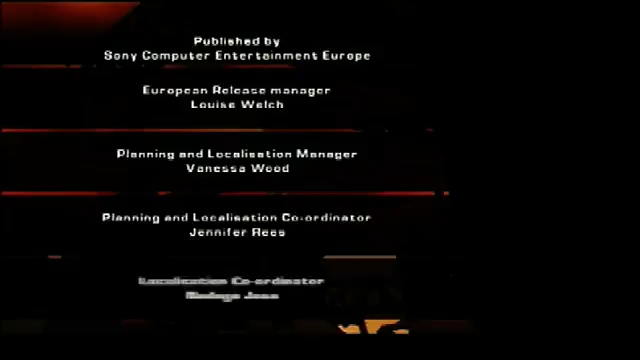 Published by
Sony Computer Entertainment Europe
European Release manager
Louise Welch
Planning and Localisation Manager
Vanessa Wood
Planning and Localisation Co-ordinator
Jennifer Rees
Localisation Co-ordinator